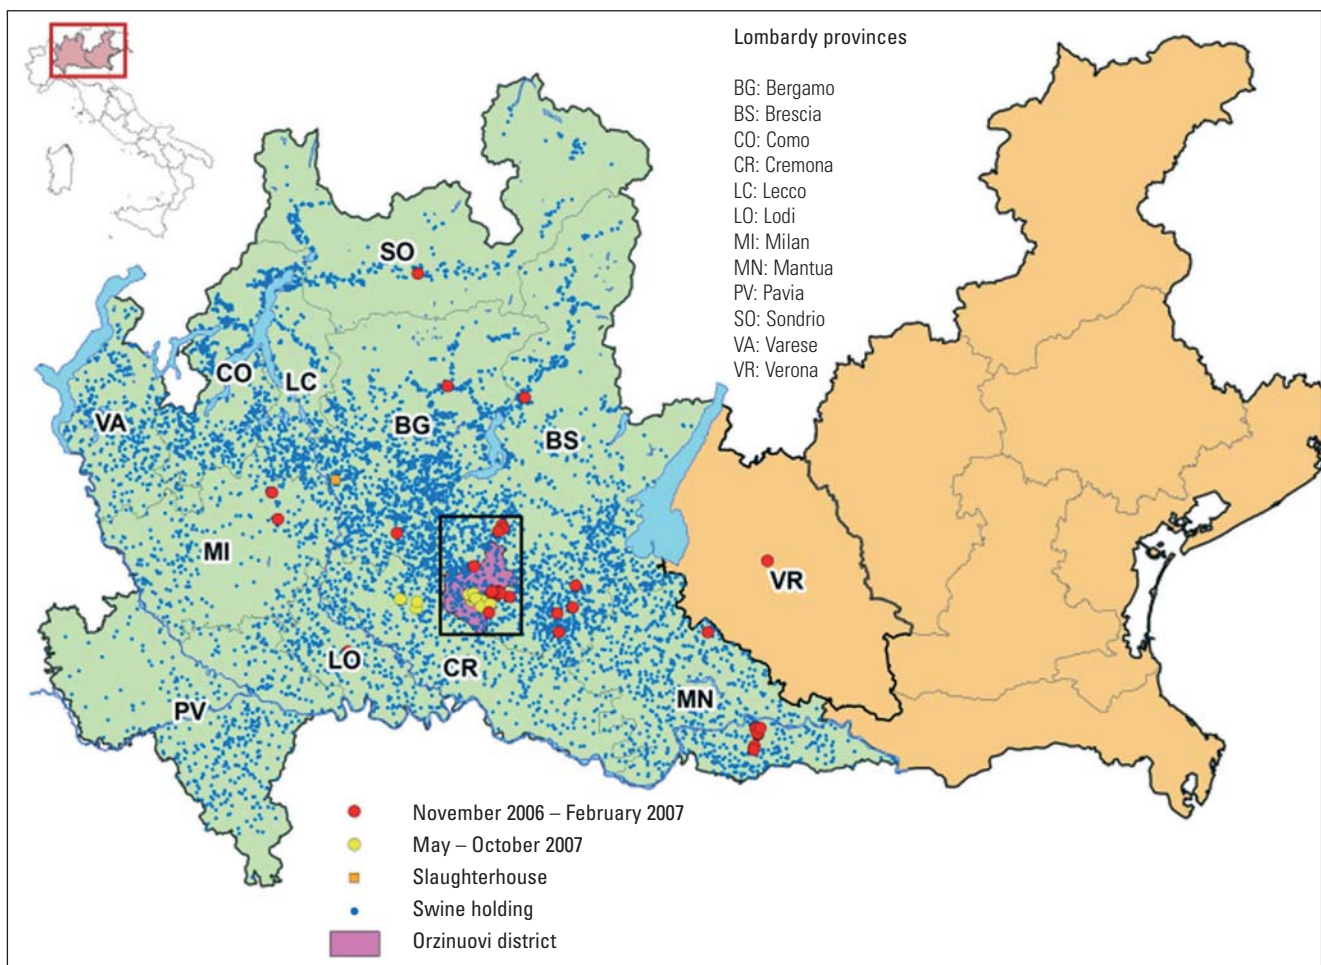 Lombardy provinces
BG: Bergamo
BS: Brescia
CO: Como
CR: Cremona
LC: Lecco
LO: Lodi
MI: Milan
MN: Mantua
PV: Pavia
SO: Sondrio
VA: Varese
VR: Verona
SO
CO
LC
VA
BG
BS
MI
VR
LO
CR
MN
PV
November 2006 – February 2007
May – October 2007
Slaughterhouse
Swine holding
Orzinuovi district